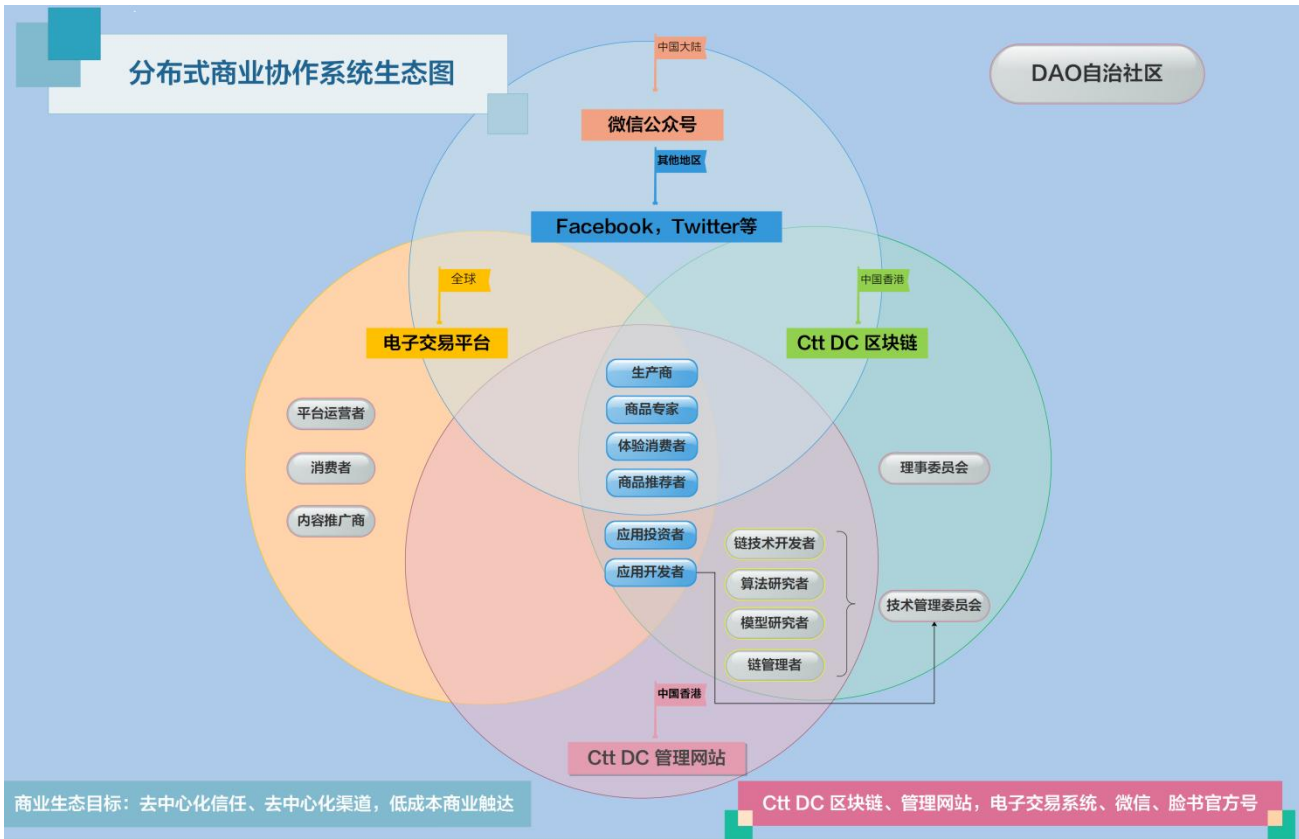 分布式商业协作系统生态图
DAO自治社区
中国大陆
微信公众号
其他地区
Facebook，Twitter等
全球
电子交易平台
中国香港
Ctt DC 区块链
生产商
商品专家
体验消费者
商品推荐者
应用投资者
应用开发者
平台运营者
消费者
内容推广商
链技术开发者
算法研究者
模型研究者
链管理者
理事委员会
技术管理委员会
中国香港
Ctt DC 管理网站
商业生态目标：去中心化信任、去中心化渠道，低成本商业触达
Ctt DC 区块链、管理网站，电子交易系统、微信、脸书官方号